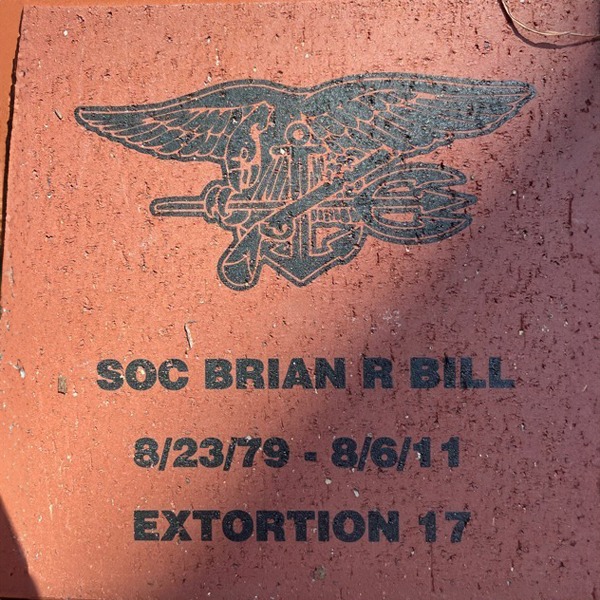 SOC BRIAN R BILL
8/23/79 - 8/6/11
EXTORTION 17